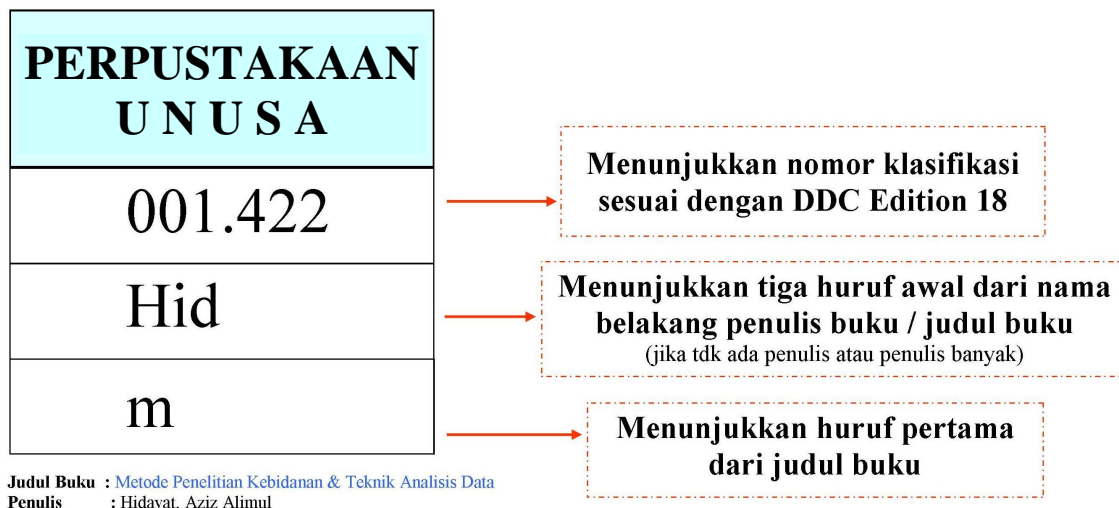 PERPUSTAKAAN
U N U S A
001.422
Menunjukkan nomor klasifikasi
sesuai dengan DDC Edition 18
Hid
Menunjukkan tiga huruf awal dari nama
belakang penulis buku / judul buku
(jika tdk ada penulis atau penulis banyak)
m
Menunjukkan huruf pertama
dari judul buku
Judul Buku : Metode Penelitian Kebidanan & Teknik Analisis Data
Penulis : Hidayat, Aziz Alimul